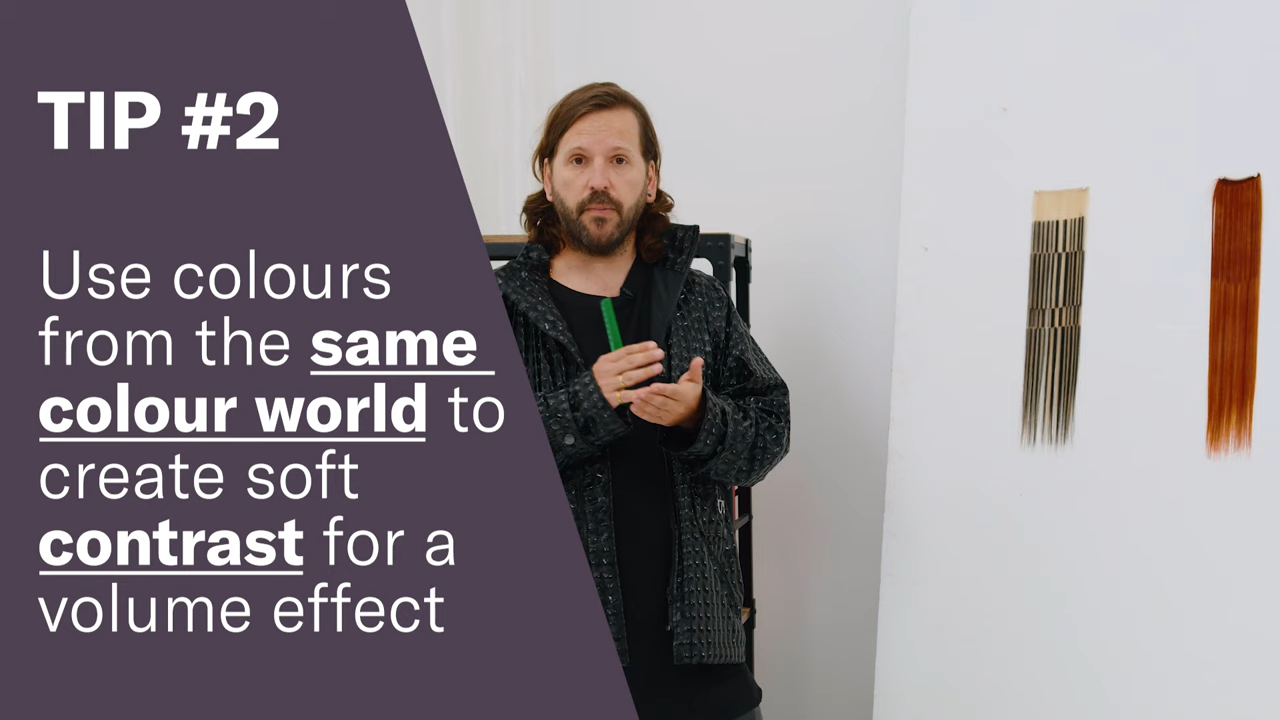 TIP #2
Use colours
from the same
colour world to
create soft
contrast for a
volume effect